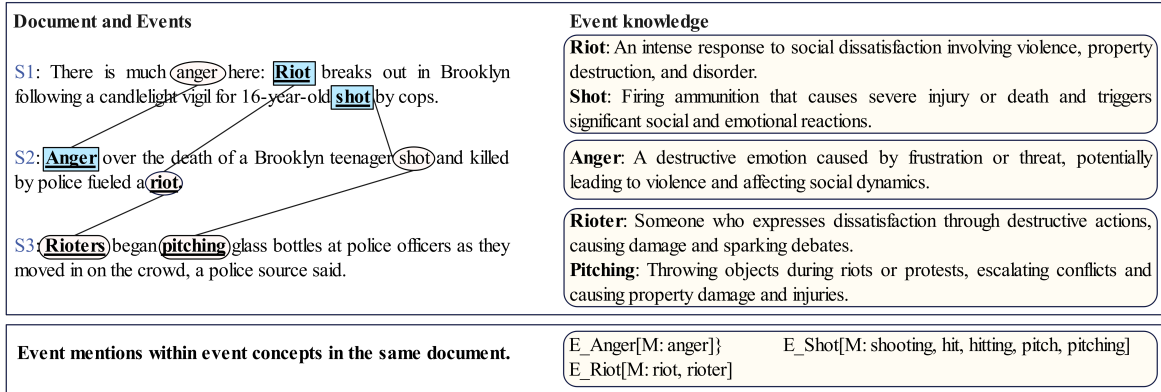 Document and Events
S1: There is much anger here: Riot breaks out in Brooklyn
following a candlelight vigil for 16-year-old shot by cops.
S2: Anger over the death of a Brooklyn teenager shot and killed
by police fueled a riot.
S3: Rioters began pitching glass bottles at police officers as they
moved in on the crowd, a police source said.
Event knowledge
Riot: An intense response to social dissatisfaction involving violence, property
destruction, and disorder.
Shot: Firing ammunition that causes severe injury or death and triggers
significant social and emotional reactions.
Anger: A destructive emotion caused by frustration or threat, potentially
leading to violence and affecting social dynamics.
Rioter: Someone who expresses dissatisfaction through destructive actions,
causing damage and sparking debates.
Pitching: Throwing objects during riots or protests, escalating conflicts and
causing property damage and injuries.
Event mentions within event concepts in the same document.
E_Anger[M: anger]} E_Shot[M: shooting, hit, hitting, pitch, pitching]
E_Riot[M: riot, rioter]